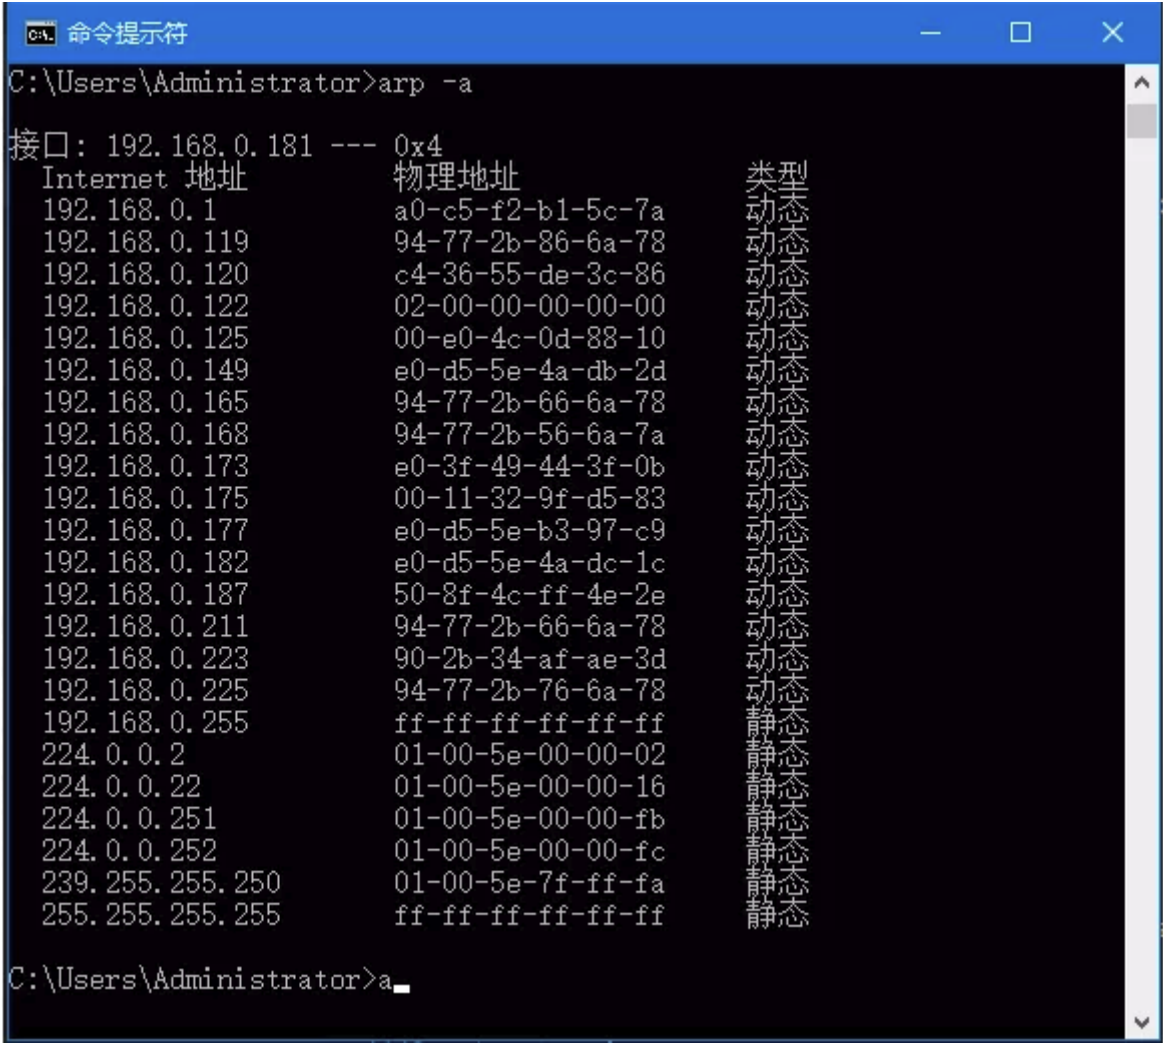 命令提示符
C:\Users\Administrator>arp -a
接口: 192.168.0.181 --- 0x4
Internet 地址 物理地址 类型
192.168.0.1 a0-c5-f2-b1-5c-7a 动态
192.168.0.119 94-77-2b-86-6a-78 动态
192.168.0.120 c4-36-55-de-3c-86 动态
192.168.0.122 02-00-00-00-00-00 动态
192.168.0.125 00-e0-4c-0d-88-10 动态
192.168.0.149 e0-d5-5e-4a-db-2d 动态
192.168.0.165 94-77-2b-66-6a-78 动态
192.168.0.168 94-77-2b-56-6a-7a 动态
192.168.0.173 e0-3f-49-44-3f-0b 动态
192.168.0.175 00-11-32-9f-d5-83 动态
192.168.0.177 e0-d5-5e-b3-97-c9 动态
192.168.0.182 e0-d5-5e-4a-dc-1c 动态
192.168.0.187 50-8f-4c-ff-4e-2e 动态
192.168.0.211 94-77-2b-66-6a-78 动态
192.168.0.223 90-2b-34-af-ae-3d 动态
192.168.0.225 94-77-2b-76-6a-78 动态
192.168.0.255 ff-ff-ff-ff-ff-ff 静态
224.0.0.2 01-00-5e-00-00-02 静态
224.0.0.22 01-00-5e-00-00-16 静态
224.0.0.251 01-00-5e-00-00-fb 静态
224.0.0.252 01-00-5e-00-00-fc 静态
239.255.255.250 01-00-5e-7f-ff-fa 静态
255.255.255.255 ff-ff-ff-ff-ff-ff 静态
C:\Users\Administrator>a